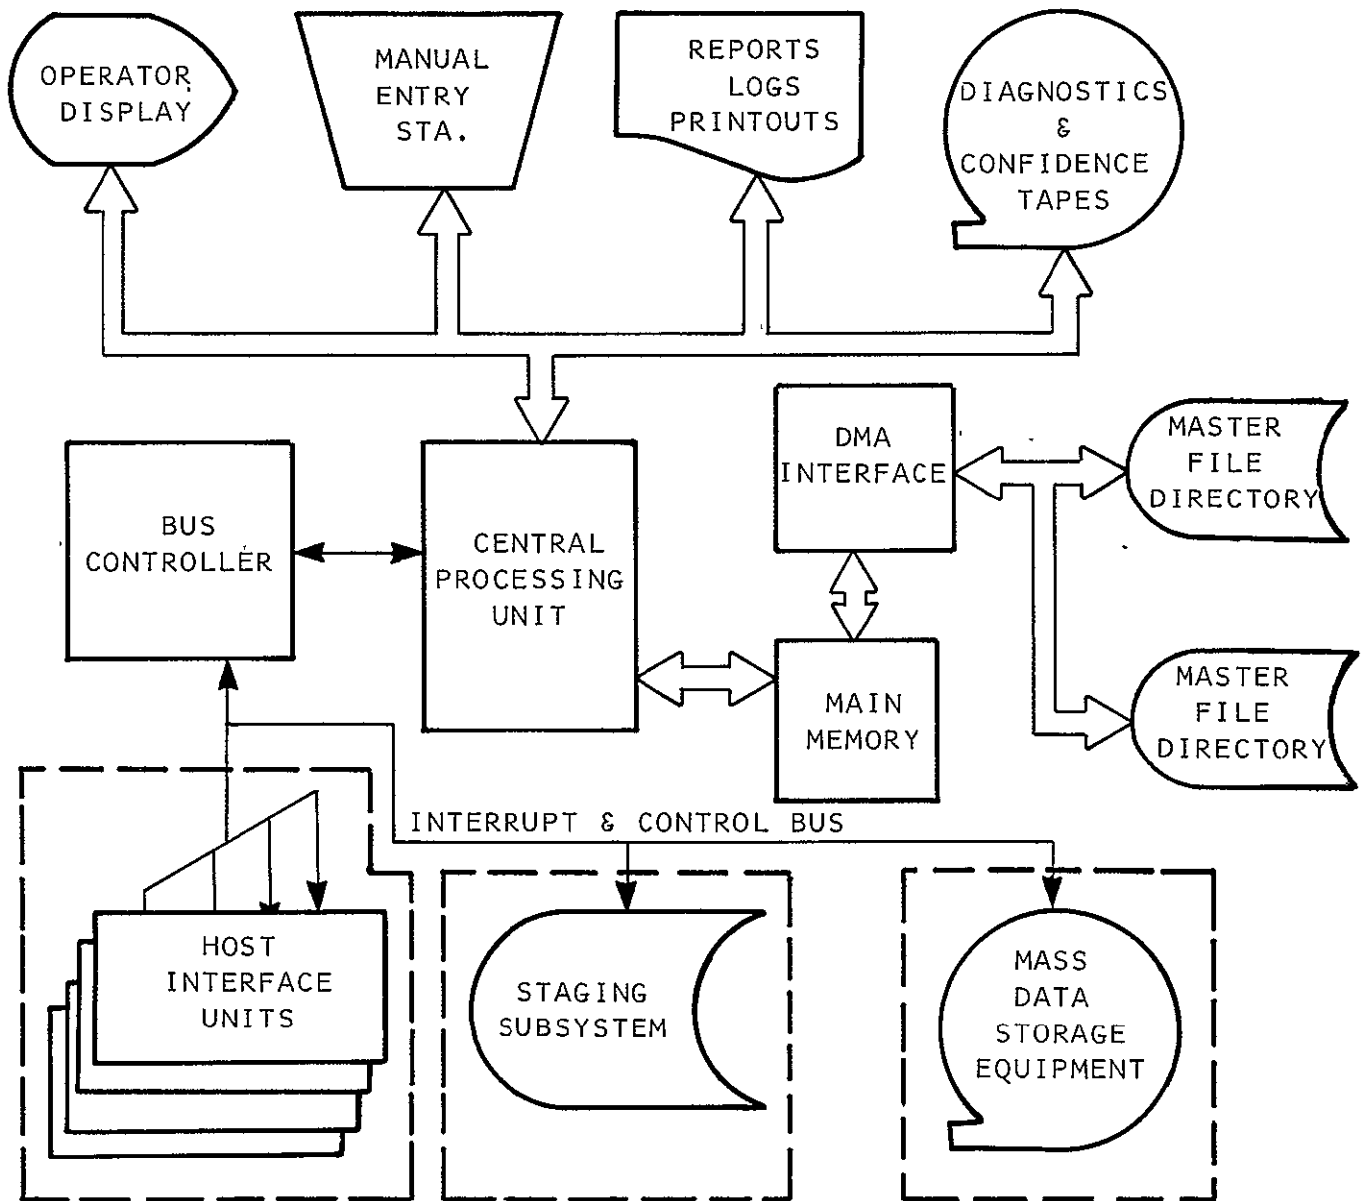 OPERATOR
DISPLAY
MANUAL
ENTRY
STA.
REPORTS
LOGS
PRINTOUTS
DIAGNOSTICS
&
CONFIDENCE
TAPES
BUS
CONTROLLER
CENTRAL
PROCESSING
UNIT
DMA
INTERFACE
MASTER
FILE
DIRECTORY
MAIN
MEMORY
MASTER
FILE
DIRECTORY
INTERRUPT & CONTROL BUS
HOST
INTERFACE
UNITS
STAGING
SUBSYSTEM
MASS
DATA
STORAGE
EQUIPMENT